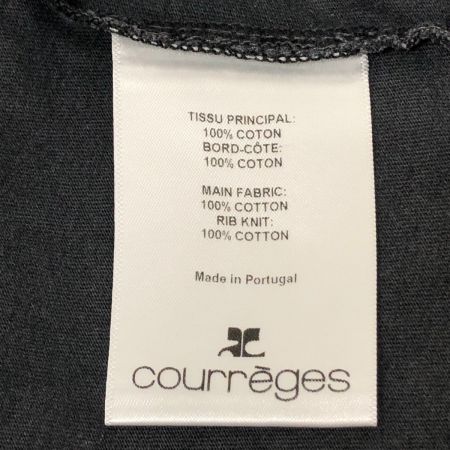 TISSU PRINCIPAL:
100% COTON
BORD-CÔTE:
100% COTON
MAIN FABRIC:
100% COTTON
RIB KNIT:
100% COTTON
Made in Portugal
courrèges